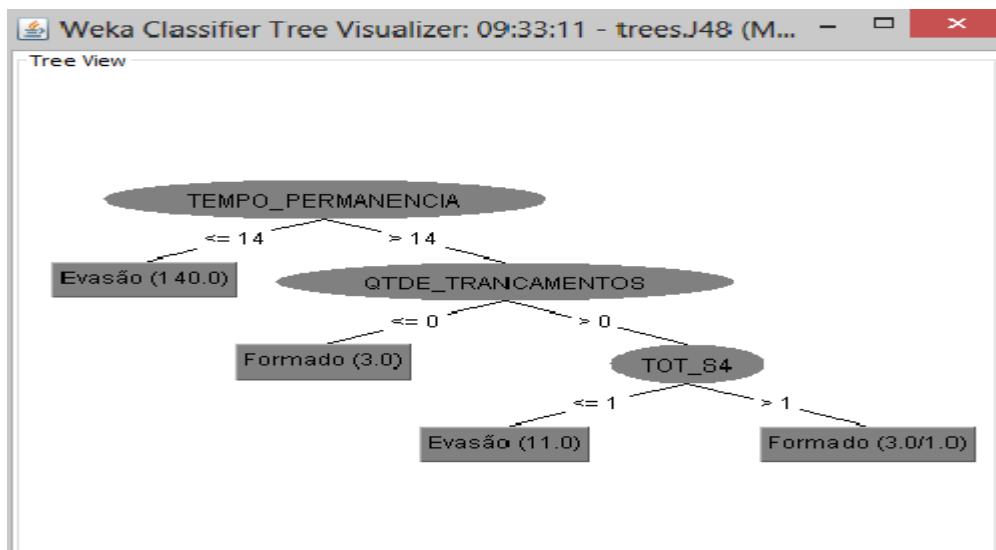 Weka Classifier Tree Visualizer: 09:33:11 - trees.J48 (M...
Tree View
TEMPO_PERMANENCIA
<= 14 > 14
Evasão (140.0)
QTDE_TRANCAMENTOS
<= 0 > 0
Formado (3.0)
TOT_S4
<= 1 > 1
Evasão (11.0) Formado (3.0/1.0)